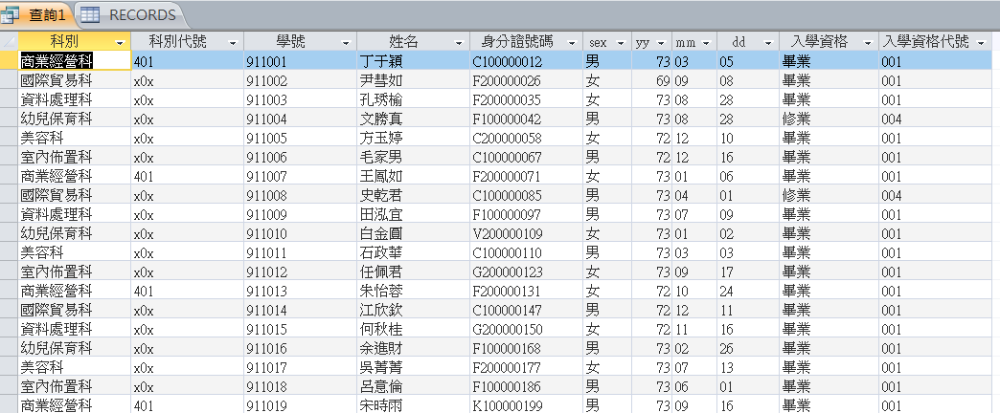 查詢1 RECORDS
科別 科別代號 學號 姓名 身分證號碼 sex yy mm dd 入學資格 入學資格代號
商業經營科 401 911001 丁于穎 C100000012 男 73 03 05 畢業 001
國際貿易科 x0x 911002 尹彗如 F200000026 女 69 09 08 畢業 001
資料處理科 x0x 911003 孔琇榆 F200000035 女 73 08 28 畢業 001
幼兒保育科 x0x 911004 文勝真 F100000042 男 73 08 28 修業 004
美容科 x0x 911005 方玉婷 C200000058 女 72 12 10 畢業 001
室內佈置科 x0x 911006 毛家男 C100000067 男 72 12 16 畢業 001
商業經營科 401 911007 王鳳如 F200000071 女 73 01 06 畢業 001
國際貿易科 x0x 911008 史乾君 C100000085 男 73 04 01 修業 004
資料處理科 x0x 911009 田泓宜 F100000097 男 73 07 09 畢業 001
幼兒保育科 x0x 911010 白金圓 V200000109 女 73 01 02 畢業 001
美容科 x0x 911011 石政華 C100000110 男 73 03 03 畢業 001
室內佈置科 x0x 911012 任佩君 G200000123 女 73 09 17 畢業 001
商業經營科 401 911013 朱怡蓉 F200000131 女 72 10 24 畢業 001
國際貿易科 x0x 911014 江欣欽 C100000147 男 72 12 11 畢業 001
資料處理科 x0x 911015 何秋桂 G200000150 女 72 11 16 畢業 001
幼兒保育科 x0x 911016 余進財 F100000168 男 73 02 26 畢業 001
美容科 x0x 911017 吳菁菁 F200000177 女 73 07 13 畢業 001
室內佈置科 x0x 911018 呂意倫 F100000186 男 73 06 01 畢業 001
商業經營科 401 911019 宋時雨 K100000199 男 73 09 16 畢業 001